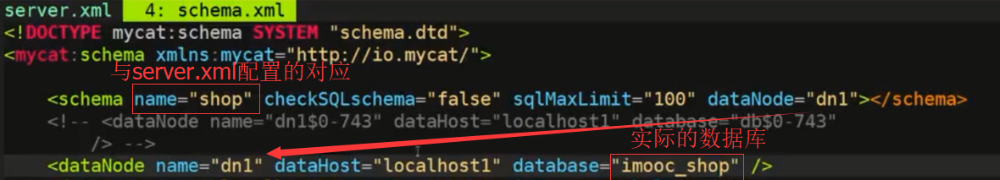 server.xml 4: schema.xml
<!DOCTYPE mycat:schema SYSTEM "schema.dtd">
<mycat:schema xmlns:mycat="http://io.mycat/">
与server.xml配置的对应
<schema name="shop" checkSQLschema="false" sqlMaxLimit="100" dataNode="dn1"></schema>
<!-- <dataNode name="dn1$0-743" dataHost="localhost1" database="db$0-743"
实际的数据库
/> -->
<dataNode name="dn1" dataHost="localhost1" database="imooc_shop" />